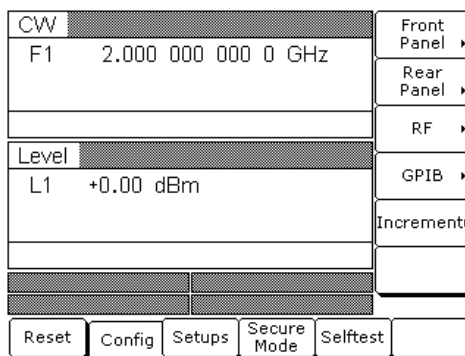 CW
F1 2.000 000 000 0 GHz
Level
L1 +0.00 dBm
Front
Panel
Rear
Panel
RF
GPIB
Increment
Reset
Config
Setups
Secure
Mode
Selftest